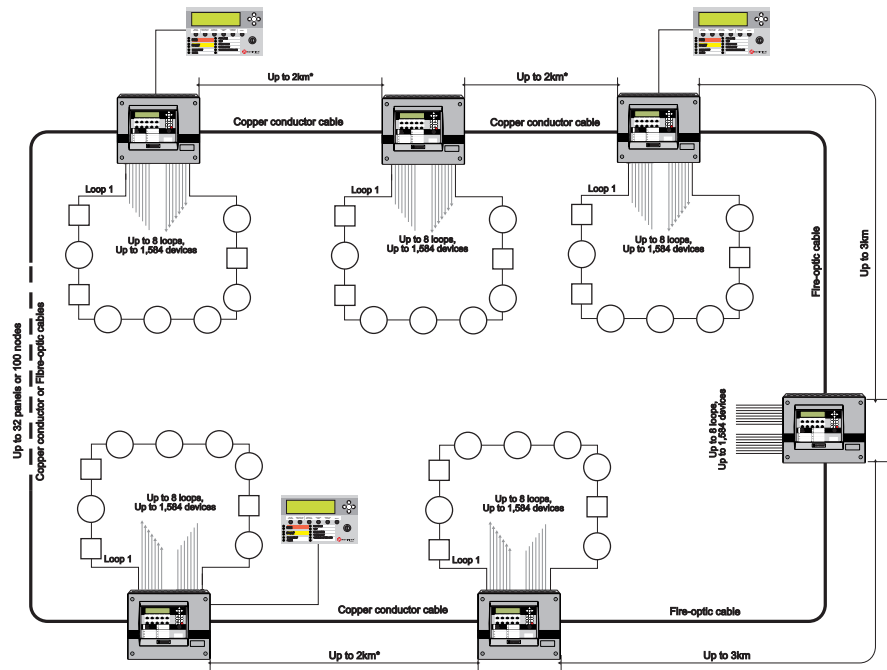 Up to 2km*
Up to 2km*
Copper conductor cable
Copper conductor cable
Loop 1
Loop 1
Loop 1
Up to 8 loops,
Up to 1,584 devices
Up to 8 loops,
Up to 1,584 devices
Up to 8 loops,
Up to 1,584 devices
Fire-optic cable
Up to 3km
Up to 32 panels or 100 nodes
Copper conductor or Fibre-optic cables
Up to 8 loops,
Up to 1,584 devices
Up to 8 loops,
Up to 1,584 devices
Up to 8 loops,
Up to 1,584 devices
Loop 1
Loop 1
Copper conductor cable
Fire-optic cable
Up to 2km*
Up to 3km